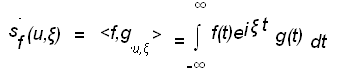 S_f (u,ξ) = <f,g_{u,ξ}> = ∫_{-∞}^{∞} f(t)e^{iξt} g(t) dt